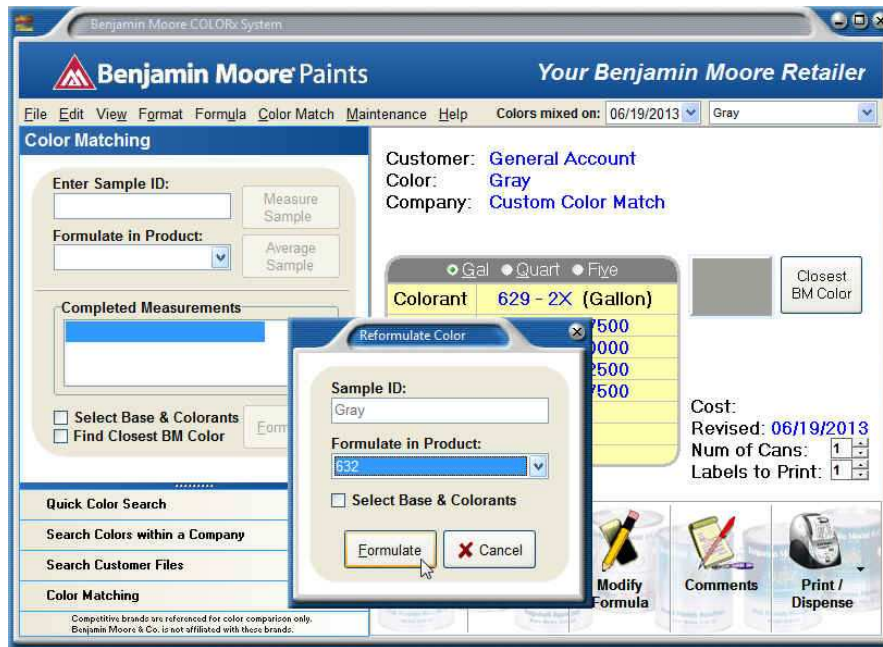 Benjamin Moore COLORx System
Benjamin Moore Paints
Your Benjamin Moore Retailer
File Edit View Format Formula Color Match Maintenance Help Colors mixed on: 06/19/2013 Gray
Color Matching
Enter Sample ID:
Measure
Sample
Formulate in Product:
Average
Sample
Completed Measurements
Select Base & Colorants
Find Closest BM Color
Quick Color Search
Search Colors within a Company
Search Customer Files
Color Matching
Competitive brands are referenced for color comparison only.
Benjamin Moore & Co. is not affiliated with these brands.
Customer: General Account
Color: Gray
Company: Custom Color Match
Gal Quart Five
Colorant 629 - 2X (Gallon)
7500
0000
2500
7500
Closest
BM Color
Cost:
Revised: 06/19/2013
Num of Cans: 1
Labels to Print: 1
Reformulate Color
Sample ID:
Gray
Formulate in Product:
632
Select Base & Colorants
Formulate
Cancel
Modify
Formula
Comments
Print /
Dispense